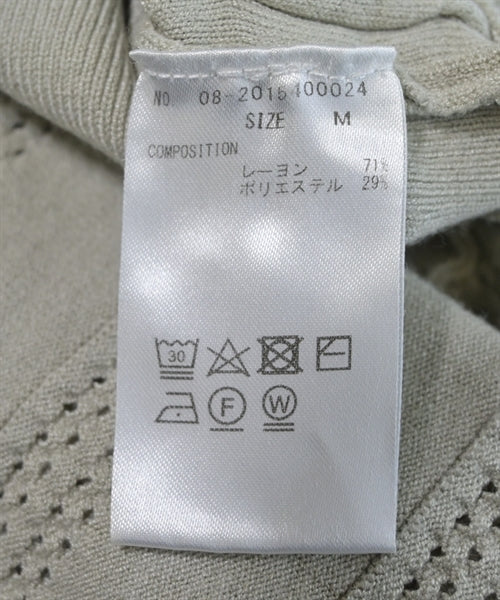 NO 08-2015400024
SIZE M
COMPOSITION
レーヨン 71%
ポリエステル 29%
30
F W